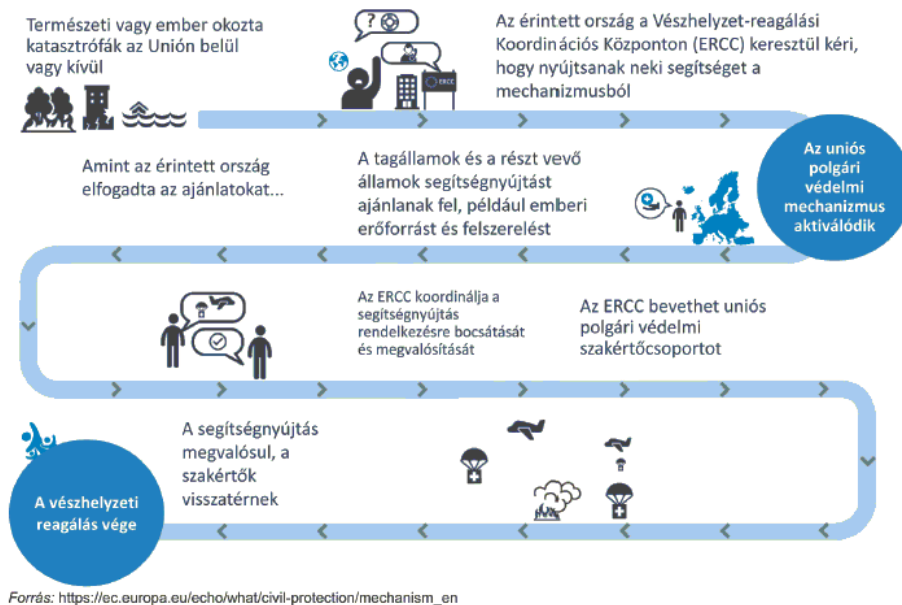 Természeti vagy ember okozta
katasztrófák az Unión belül
vagy kívül
?
ERCC
Az érintett ország a Vészhelyzet-reagálási
Koordinációs Központon (ERCC) keresztül kéri,
hogy nyújtsanak neki segítséget a
mechanizmusból
Az uniós
polgári
védelmi
mechanizmus
aktiválódik
A tagállamok és a részt vevő
államok segítségnyújtást
ajánlanak fel, például emberi
erőforrást és felszerelést
Amint az érintett ország
elfogadta az ajánlatokat...
Az ERCC koordinálja a
segítségnyújtás
rendelkezésre bocsátását
és megvalósítását
Az ERCC bevethet uniós
polgári védelmi
szakértőcsoportot
A segítségnyújtás
megvalósul, a
szakértők
visszatérnek
A vészhelyzeti
reagálás vége
Forrás: https://ec.europa.eu/echo/what/civil-protection/mechanism_en